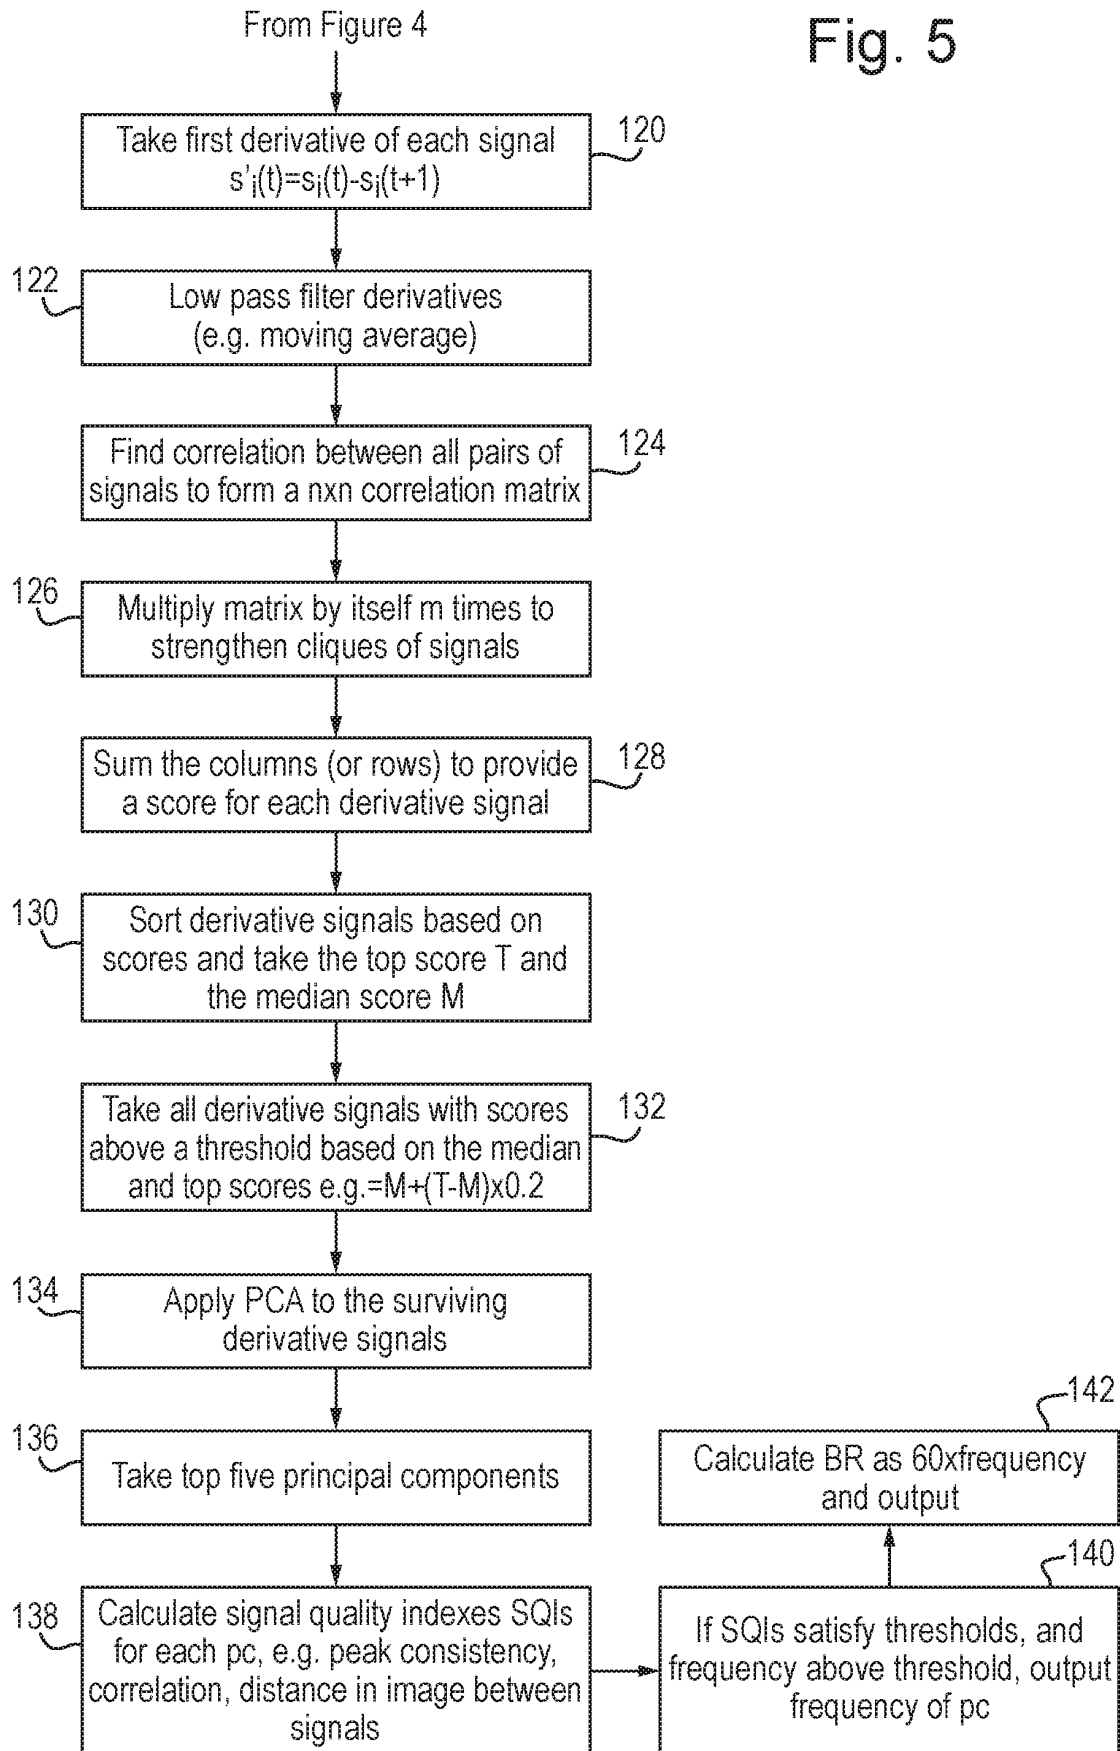 From Figure 4
Fig. 5
Take first derivative of each signal
s'i(t)=si(t)-si(t+1)
120
122
Low pass filter derivatives
(e.g. moving average)
Find correlation between all pairs of
signals to form a nxn correlation matrix
124
126
Multiply matrix by itself m times to
strengthen cliques of signals
Sum the columns (or rows) to provide
a score for each derivative signal
128
130
Sort derivative signals based on
scores and take the top score T and
the median score M
Take all derivative signals with scores
above a threshold based on the median
and top scores e.g.=M+(T-M)x0.2
132
134
Apply PCA to the surviving
derivative signals
136
Take top five principal components
138
Calculate signal quality indexes SQIs
for each pc, e.g. peak consistency,
correlation, distance in image between
signals
140
If SQIs satisfy thresholds, and
frequency above threshold, output
frequency of pc
142
Calculate BR as 60xfrequency
and output